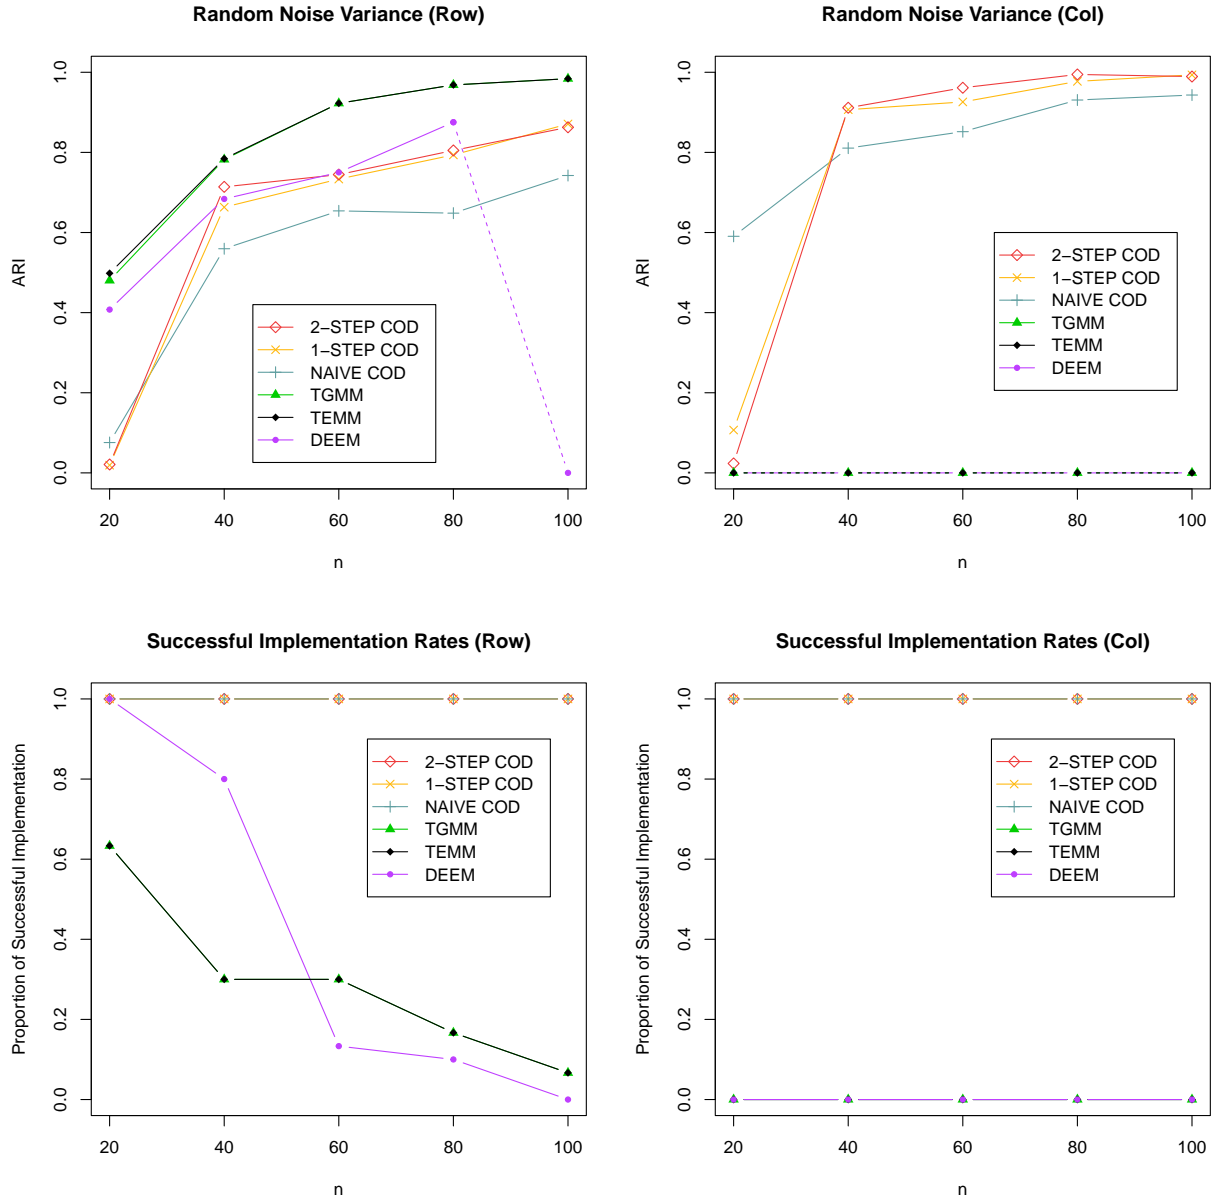 Random Noise Variance (Row)
ARI
1.0
0.8
0.6
0.4
0.2
0.0
2−STEP COD
1−STEP COD
NAIVE COD
TGMM
TEMM
DEEM
20 40 60 80 100
n
Random Noise Variance (Col)
ARI
1.0
0.8
0.6
0.4
0.2
0.0
2−STEP COD
1−STEP COD
NAIVE COD
TGMM
TEMM
DEEM
20 40 60 80 100
n
Successful Implementation Rates (Row)
Proportion of Successful Implementation
1.0
0.8
0.6
0.4
0.2
0.0
2−STEP COD
1−STEP COD
NAIVE COD
TGMM
TEMM
DEEM
20 40 60 80 100
n
Successful Implementation Rates (Col)
Proportion of Successful Implementation
1.0
0.8
0.6
0.4
0.2
0.0
2−STEP COD
1−STEP COD
NAIVE COD
TGMM
TEMM
DEEM
20 40 60 80 100
n